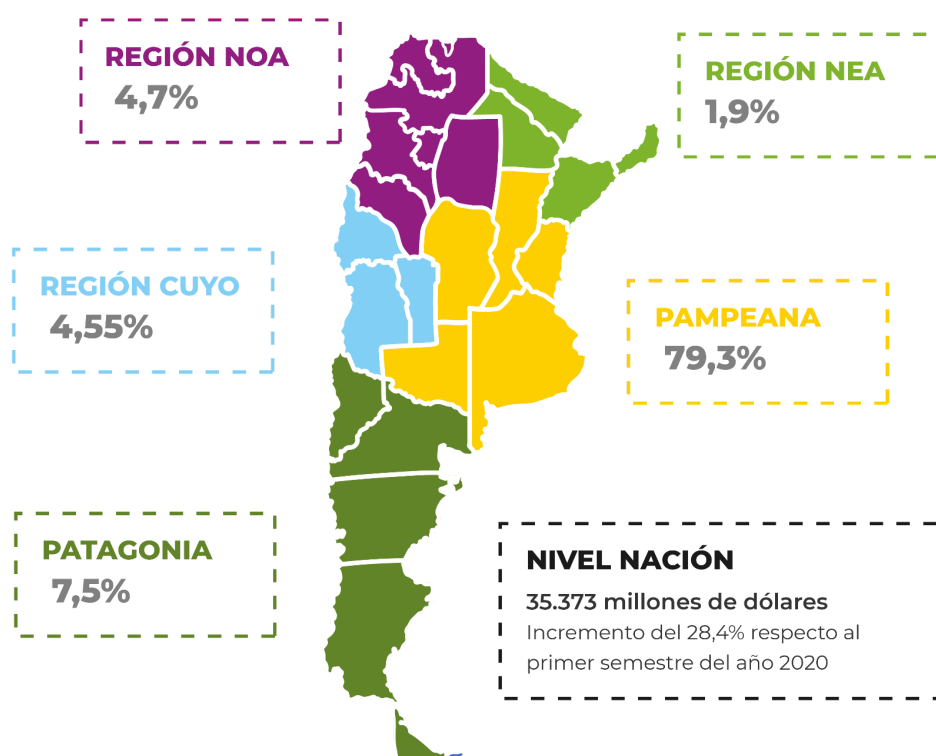 REGIÓN NOA
4,7%
REGIÓN NEA
1,9%
REGIÓN CUYO
4,55%
PAMPEANA
79,3%
PATAGONIA
7,5%
NIVEL NACIÓN
35.373 millones de dólares
Incremento del 28,4% respecto al
primer semestre del año 2020